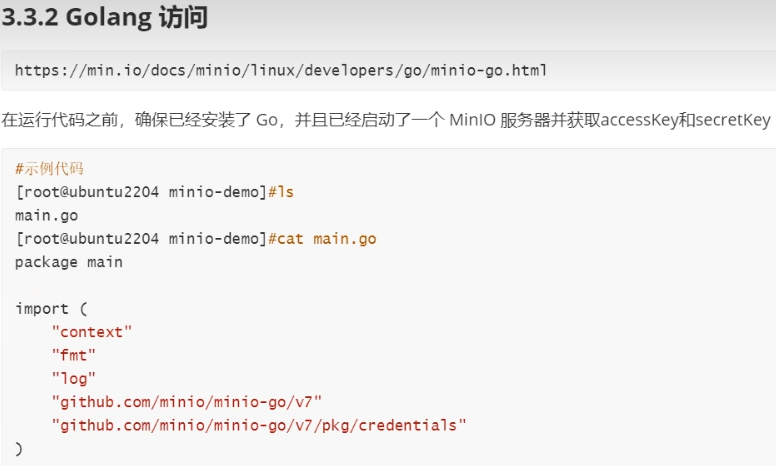 3.3.2 Golang 访问
https://min.io/docs/minio/linux/developers/go/minio-go.html
在运行代码之前，确保已经安装了 Go，并且已经启动了一个 MinIO 服务器并获取accessKey和secretKey
#示例代码
[root@ubuntu2204 minio-demo]#ls
main.go
[root@ubuntu2204 minio-demo]#cat main.go
package main
import (
    "context"
    "fmt"
    "log"
    "github.com/minio/minio-go/v7"
    "github.com/minio/minio-go/v7/pkg/credentials"
)